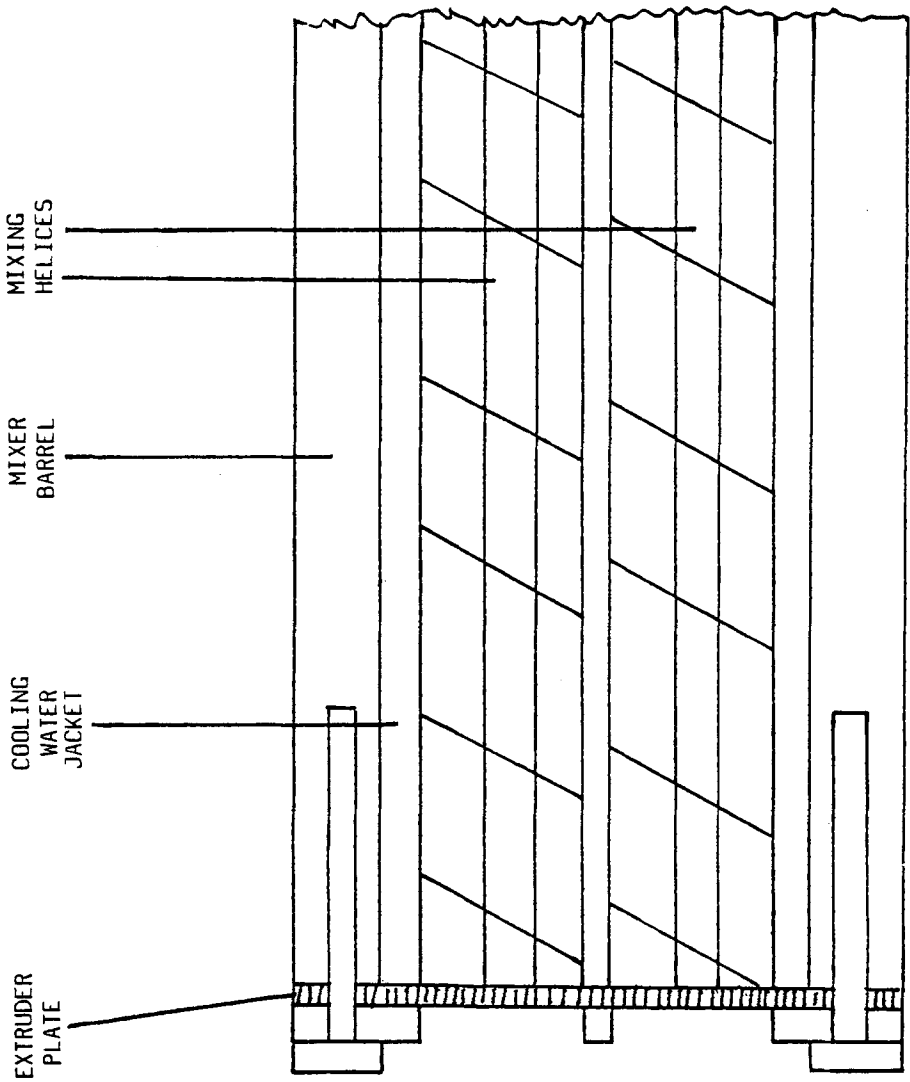 EXTRUDER
PLATE
COOLING
WATER
JACKET
MIXER
BARREL
MIXING
HELICES